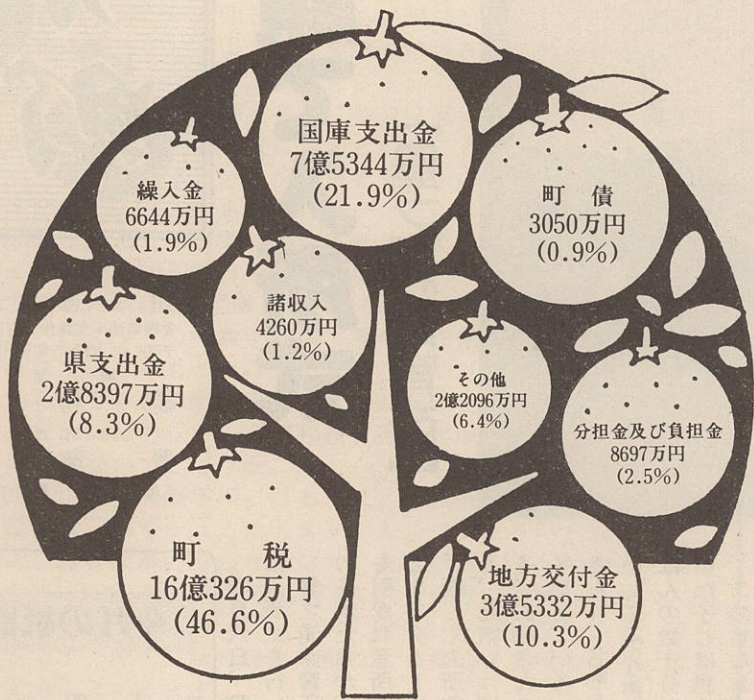 国庫支出金
7億5344万円
(21.9%)
繰入金
6644万円
(1.9%)
町債
3050万円
(0.9%)
諸収入
4260万円
(1.2%)
県支出金
2億8397万円
(8.3%)
その他
2億2096万円
(6.4%)
分担金及び負担金
8697万円
(2.5%)
町 税
16億326万円
(46.6%)
地方交付金
3億5332万円
(10.3%)